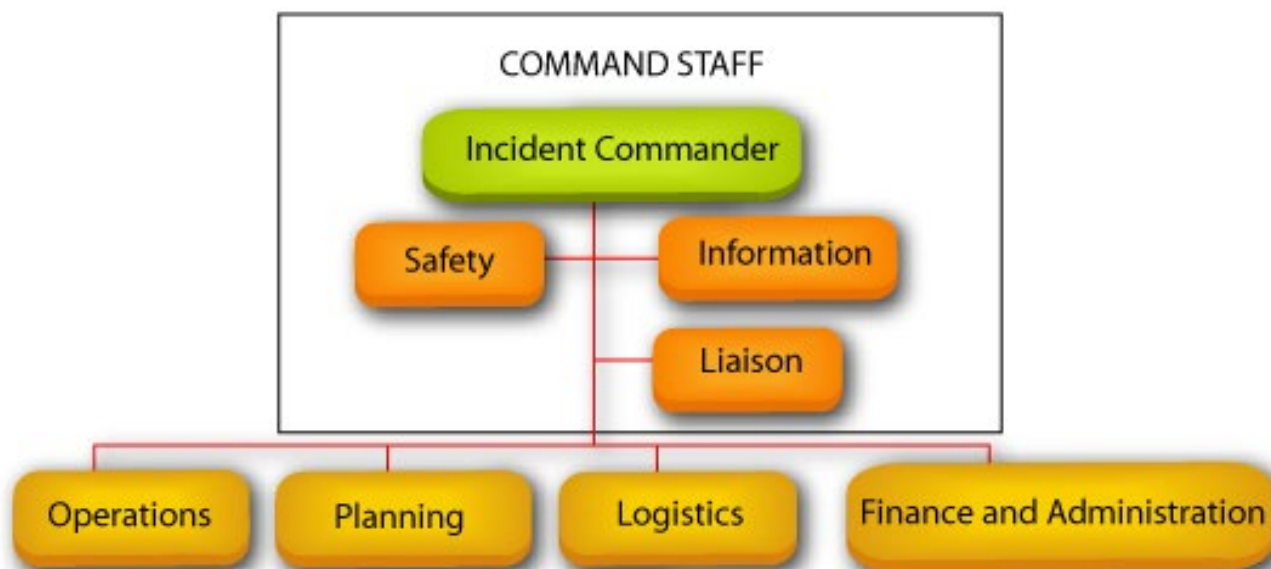 COMMAND STAFF
Incident Commander
Safety
Information
Liaison
Operations
Planning
Logistics
Finance and Administration